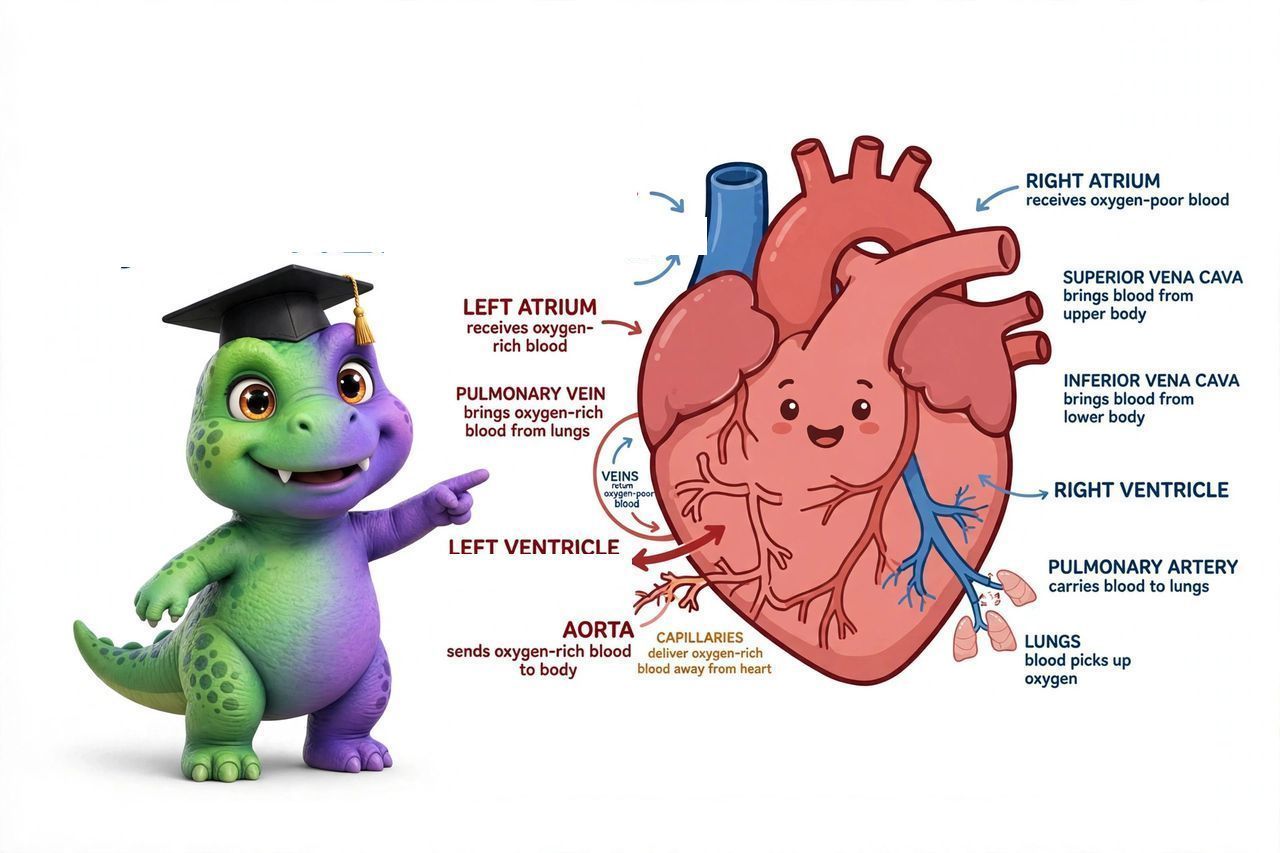 RIGHT ATRIUM
receives oxygen-poor blood
SUPERIOR VENA CAVA
brings blood from
upper body
LEFT ATRIUM
receives oxygen-
rich blood
INFERIOR VENA CAVA
brings blood from
lower body
PULMONARY VEIN
brings oxygen-rich
blood from lungs
VEINS
return
oxygen-poor
blood
RIGHT VENTRICLE
LEFT VENTRICLE
PULMONARY ARTERY
carries blood to lungs
AORTA
sends oxygen-rich blood
to body
CAPILLARIES
deliver oxygen-rich
blood away from heart
LUNGS
blood picks up
oxygen